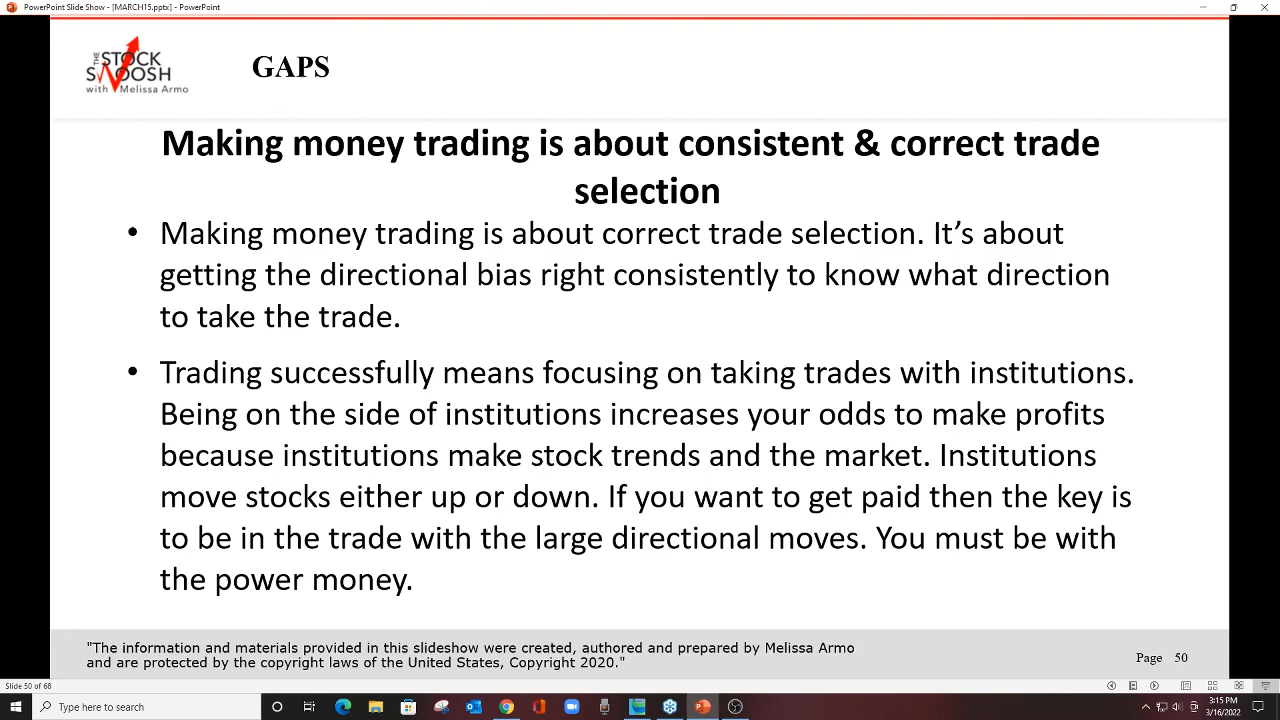 PowerPoint Slide Show - [MARCH15.pptx] - PowerPoint
THE
STOCK
SWOOSH
with Melissa Armo
GAPS
Making money trading is about consistent & correct trade
selection
• Making money trading is about correct trade selection. It’s about
getting the directional bias right consistently to know what direction
to take the trade.
• Trading successfully means focusing on taking trades with institutions.
Being on the side of institutions increases your odds to make profits
because institutions make stock trends and the market. Institutions
move stocks either up or down. If you want to get paid then the key is
to be in the trade with the large directional moves. You must be with
the power money.
"The information and materials provided in this slideshow were created, authored and prepared by Melissa Armo
and are protected by the copyright laws of the United States, Copyright 2020."
Page 50
Slide 50 of 68
Type here to search
3:15 PM
3/16/2022